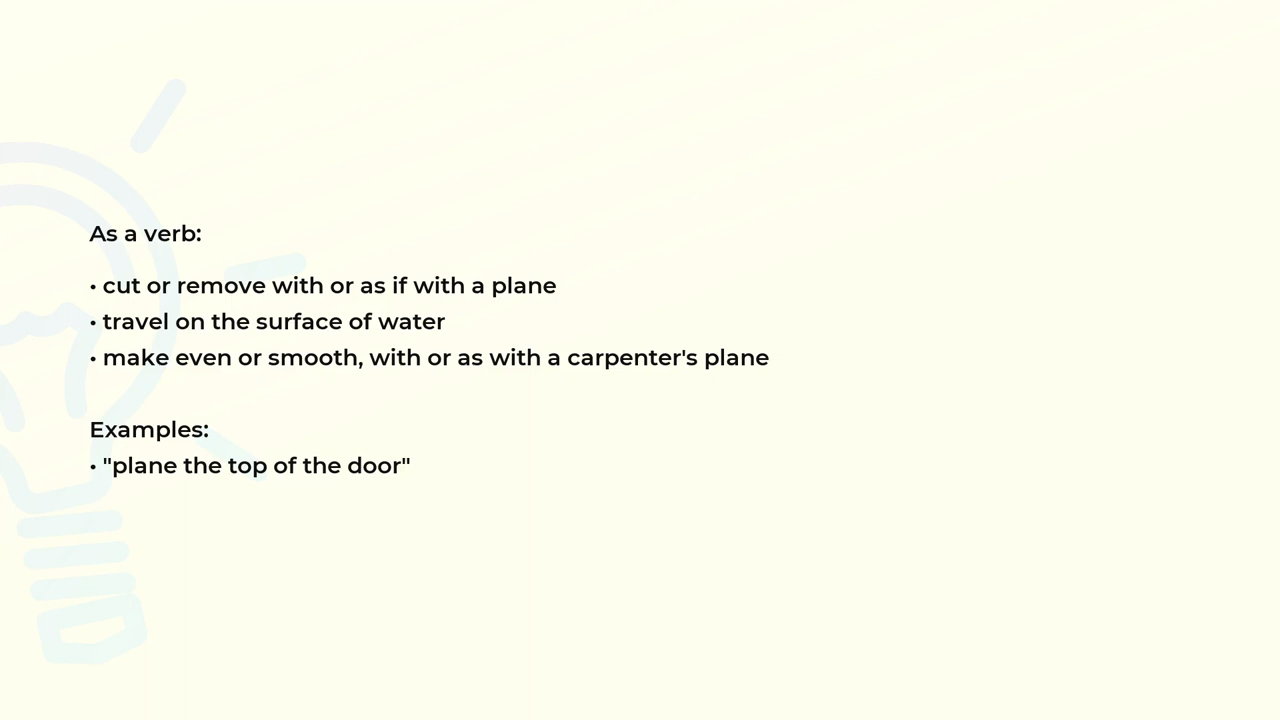 As a verb:
• cut or remove with or as if with a plane
• travel on the surface of water
• make even or smooth, with or as with a carpenter's plane
Examples:
• "plane the top of the door"